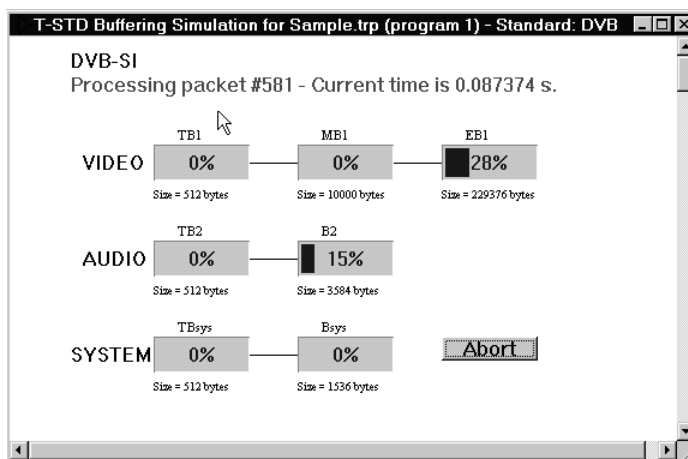 T-STD Buffering Simulation for Sample.trp (program 1) - Standard: DVB
DVB-SI
Processing packet #581 - Current time is 0.087374 s.
TB1 MB1 EB1
VIDEO 0% 0% 28%
Size = 512 bytes Size = 10000 bytes Size = 229376 bytes
TB2 B2
AUDIO 0% 15%
Size = 512 bytes Size = 3584 bytes
TBsys Bsys
SYSTEM 0% 0% Abort
Size = 512 bytes Size = 1536 bytes